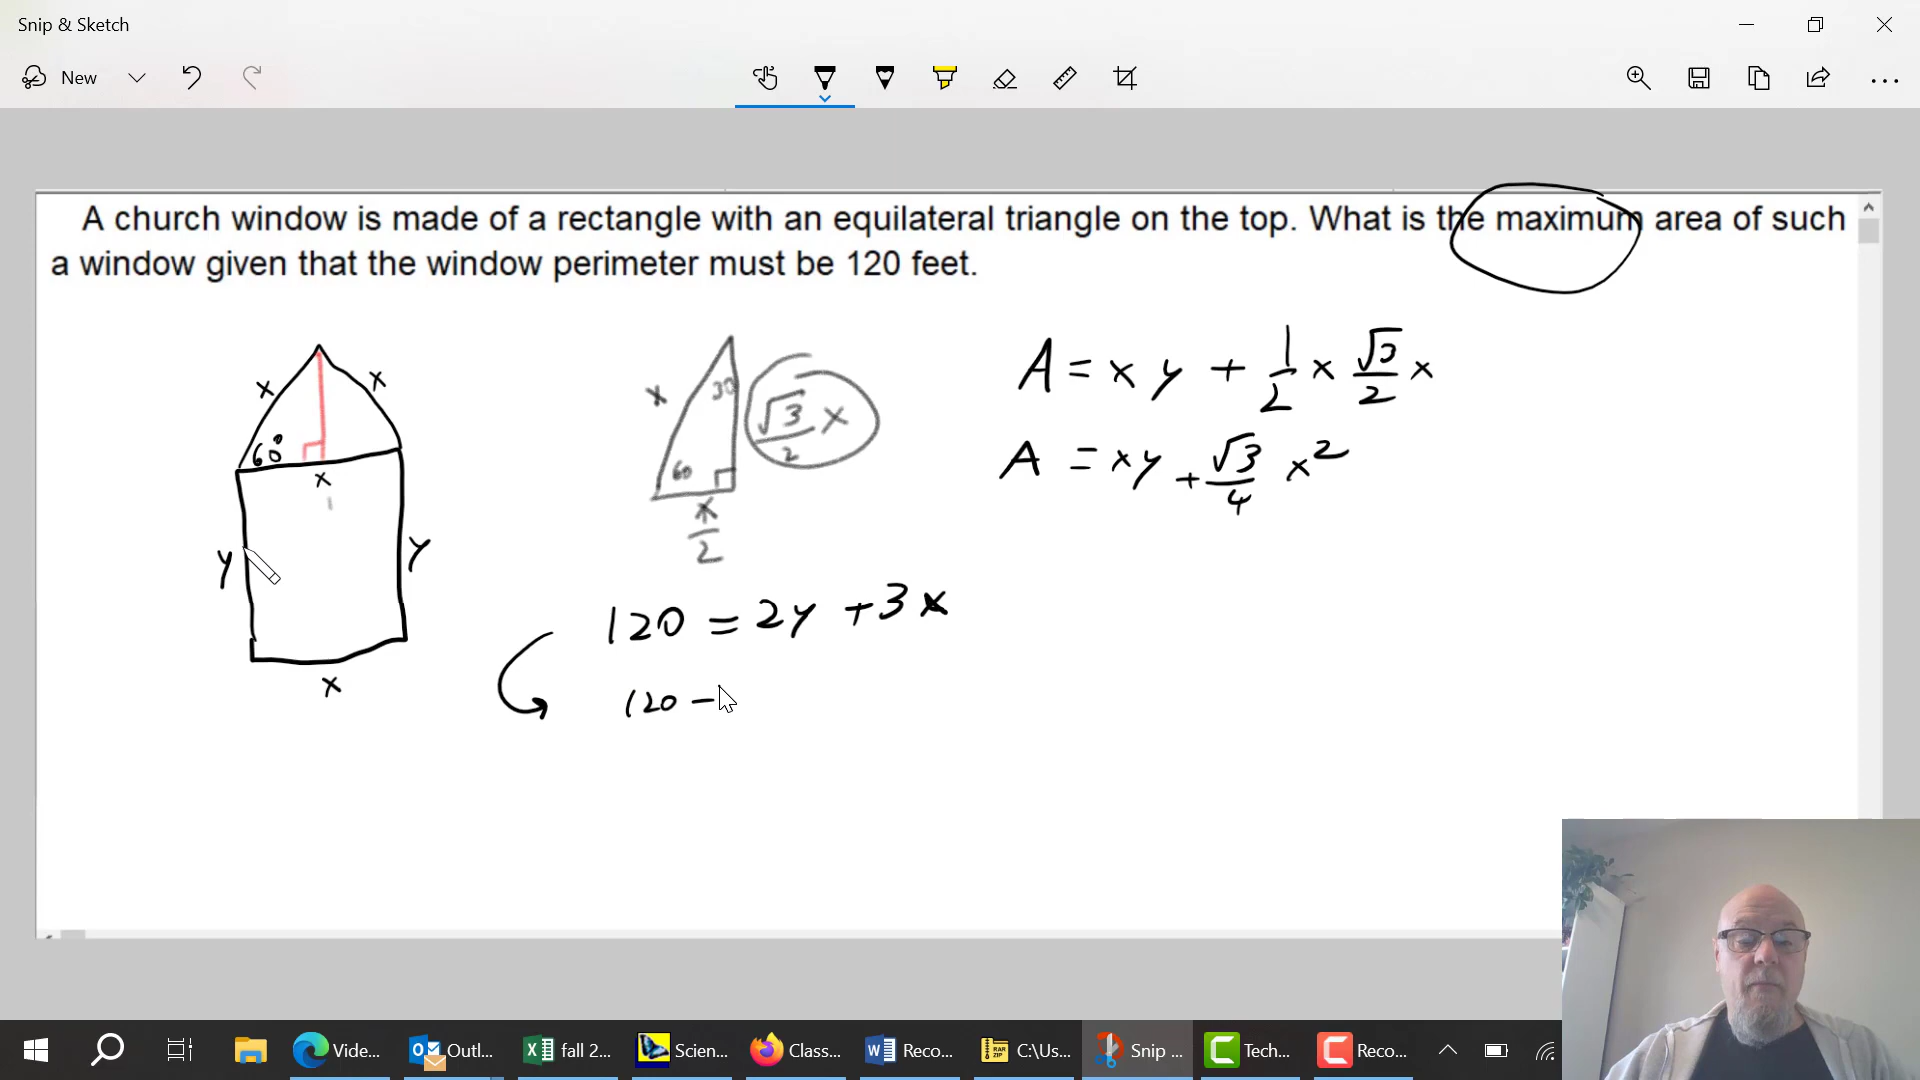 Snip & Sketch
New
A church window is made of a rectangle with an equilateral triangle on the top. What is the maximum area of such
a window given that the window perimeter must be 120 feet.
x
x
60°
x
y
y
x
x
30
60
√3/2 x
x/2
A = x y + 1/2 x √3/2 x
A = xy + √3/4 x²
120 = 2y + 3x
120 –
Vide...
Outl...
fall 2...
Scien...
Class...
Reco...
C:\Us...
Snip ...
Tech...
Reco...